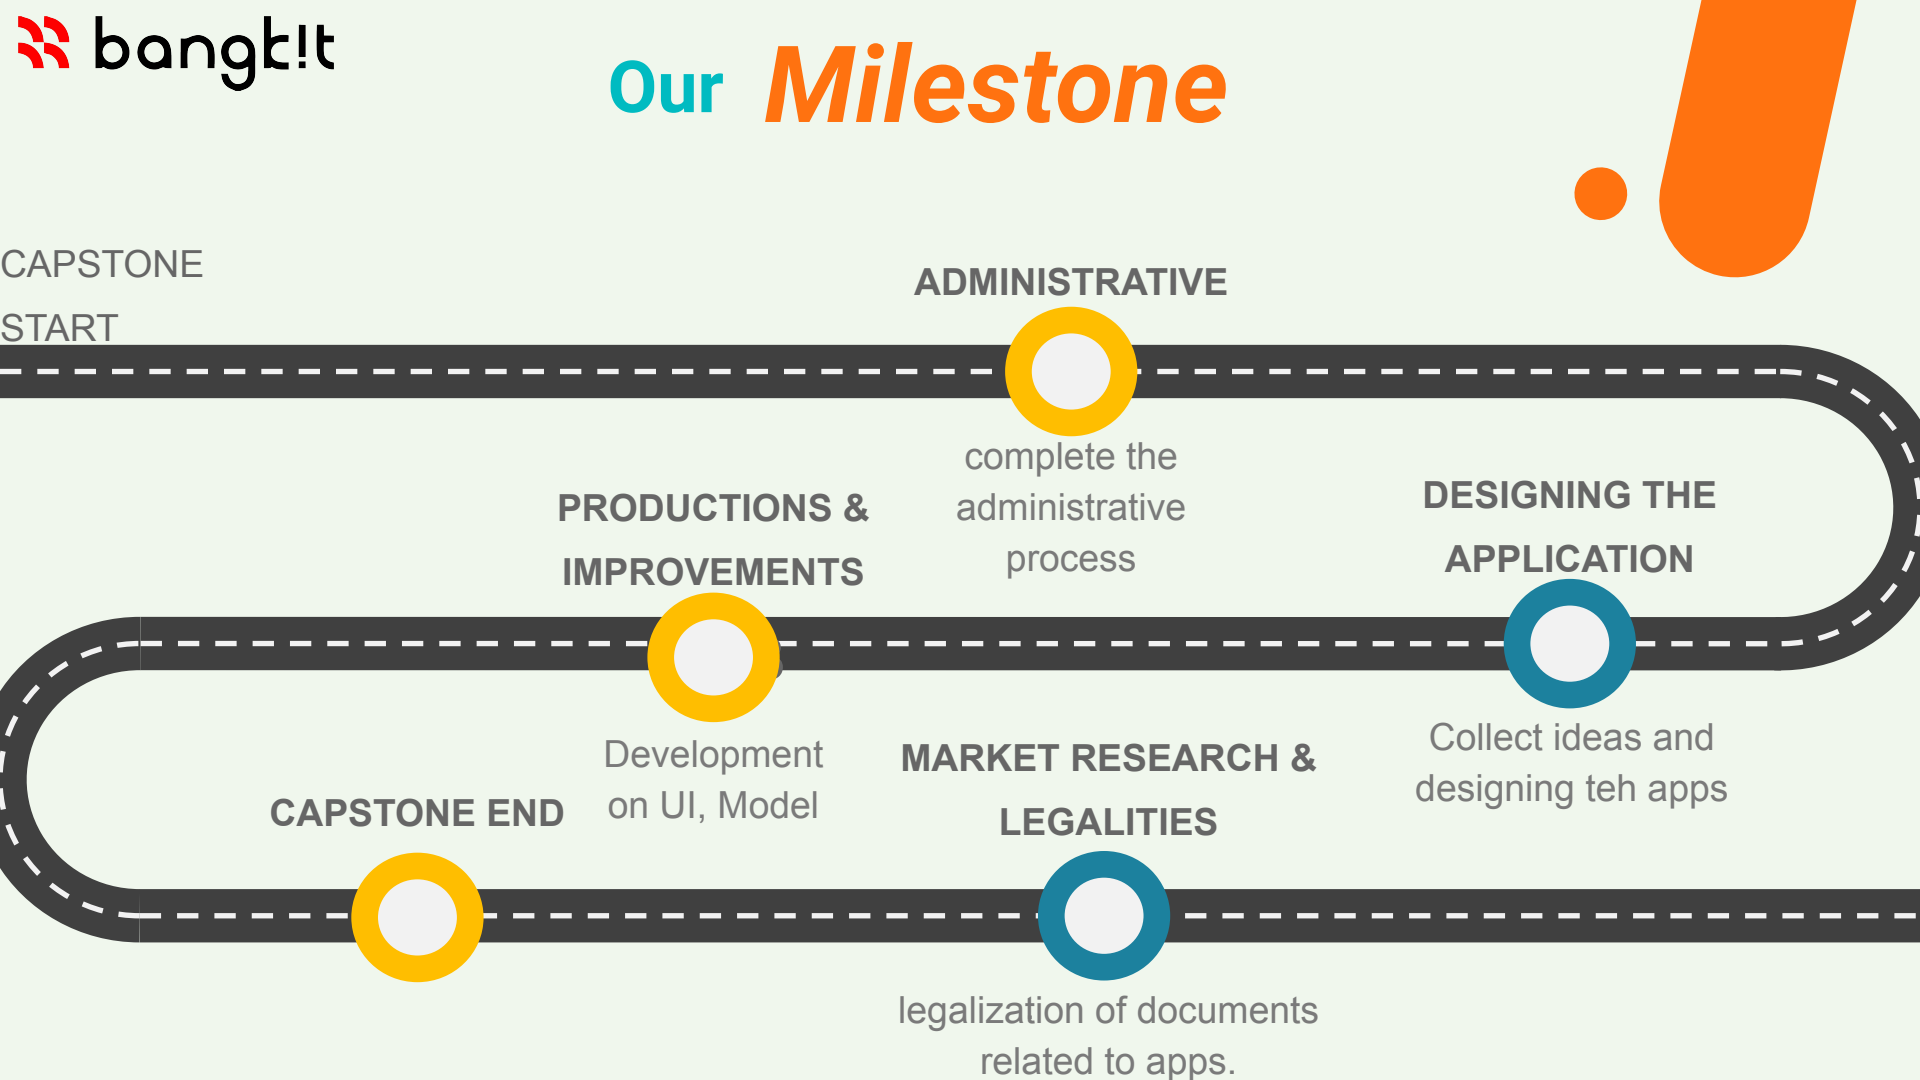 bangk!t
Our Milestone
CAPSTONE
START
ADMINISTRATIVE
complete the
administrative
process
DESIGNING THE
APPLICATION
Collect ideas and
designing teh apps
PRODUCTIONS &
IMPROVEMENTS
Development
on UI, Model
CAPSTONE END
MARKET RESEARCH &
LEGALITIES
legalization of documents
related to apps.